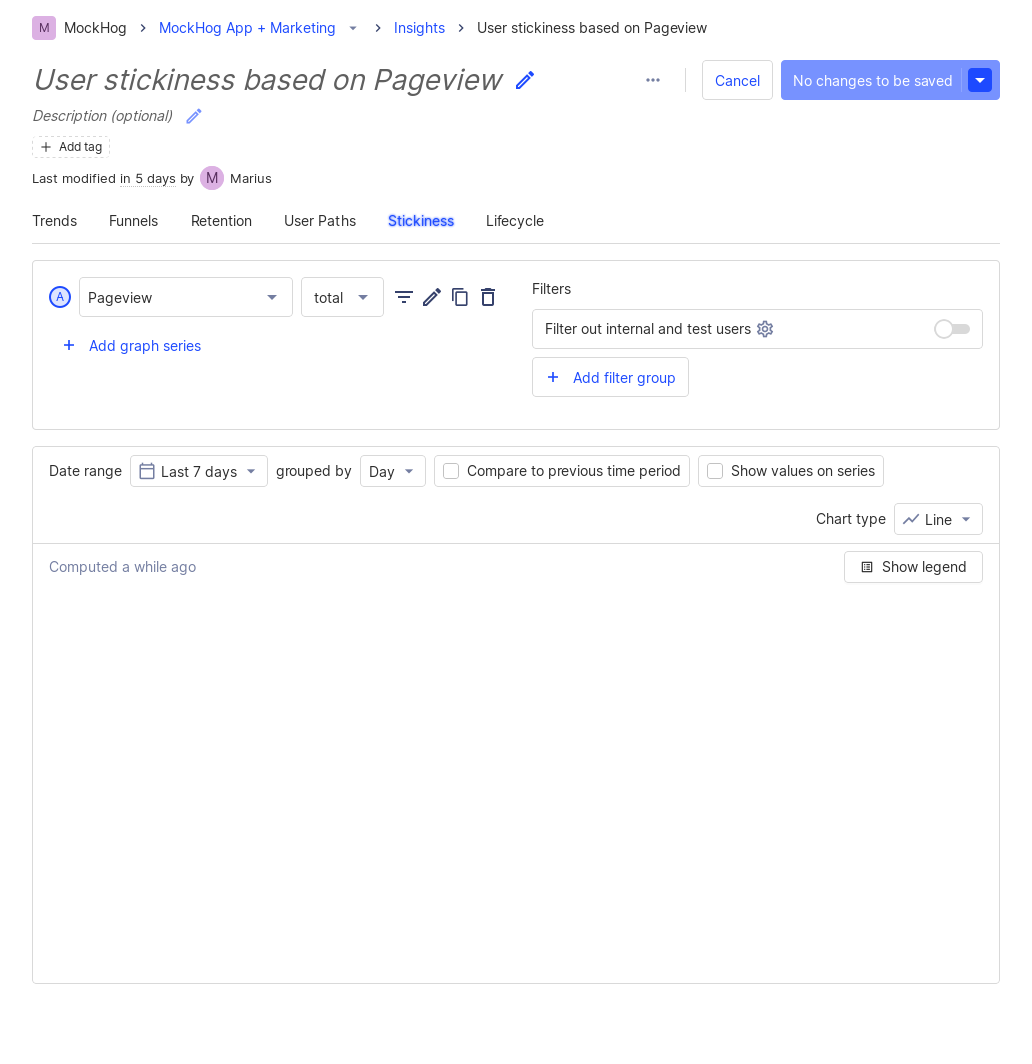 M MockHog MockHog App + Marketing Insights User stickiness based on Pageview
User stickiness based on Pageview
Cancel No changes to be saved
Description (optional)
Add tag
Last modified in 5 days by M Marius
Trends Funnels Retention User Paths Stickiness Lifecycle
A Pageview total
Add graph series
Filters
Filter out internal and test users
Add filter group
Date range Last 7 days grouped by Day Compare to previous time period Show values on series
Chart type Line
Computed a while ago Show legend